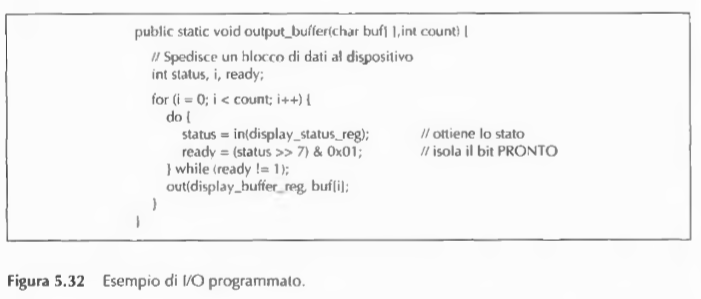 public static void output_buffer(char buf[ ],int count) {
// Spedisce un blocco di dati al dispositivo
int status, i, ready;
for (i = 0; i < count; i++) {
do {
status = in(display_status_reg); // ottiene lo stato
ready = (status >> 7) & 0x01; // isola il bit PRONTO
} while (ready != 1);
out(display_buffer_reg, buf[i];
}
}
Figura 5.32 Esempio di I/O programmato.